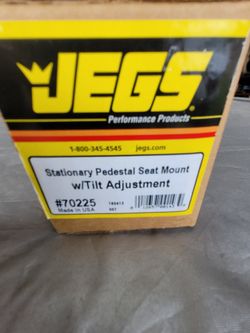 JEGS
Performance Products
1-800-345-4545 jegs.com
Stationary Pedestal Seat Mount
w/Tilt Adjustment
#70225
Made in USA